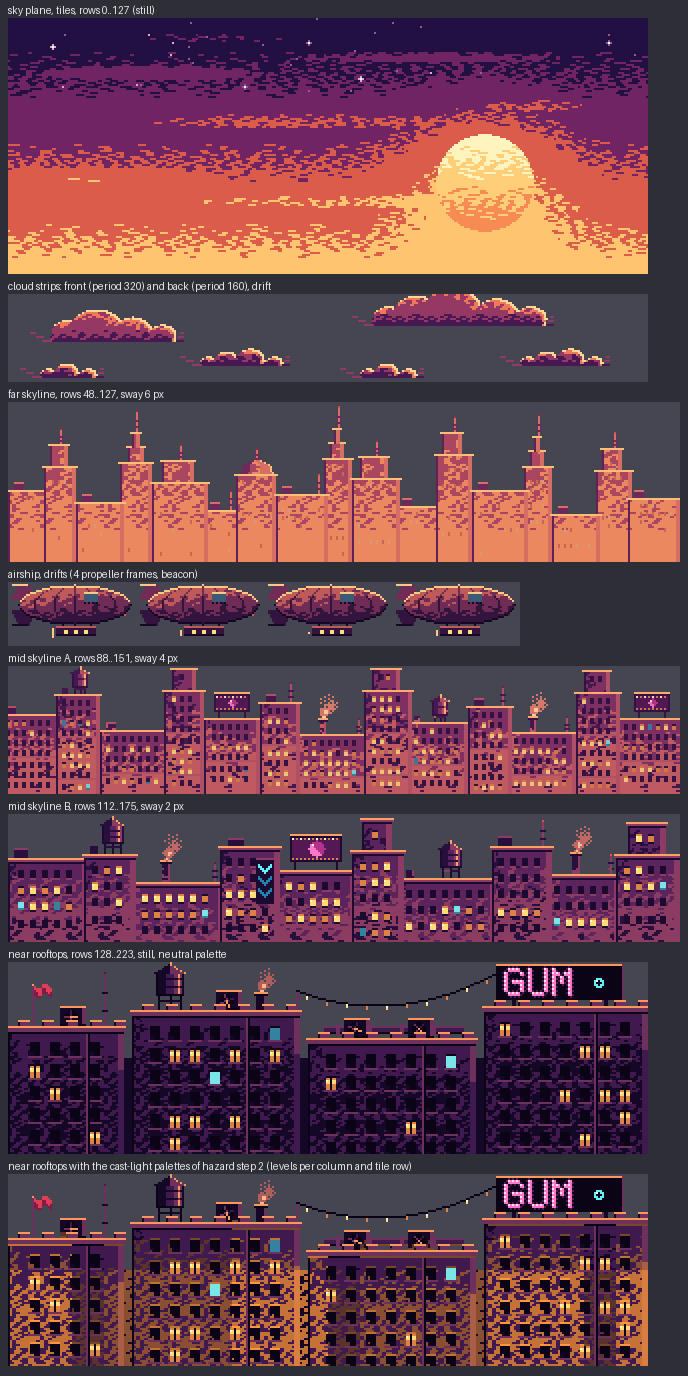 sky plane, tiles, rows 0..127 (still)
cloud strips: front (period 320) and back (period 160), drift
far skyline, rows 48..127, sway 6 px
airship, drifts (4 propeller frames, beacon)
mid skyline A, rows 88..151, sway 4 px
mid skyline B, rows 112..175, sway 2 px
near rooftops, rows 128..223, still, neutral palette
GUM
near rooftops with the cast-light palettes of hazard step 2 (levels per column and tile row)
GUM